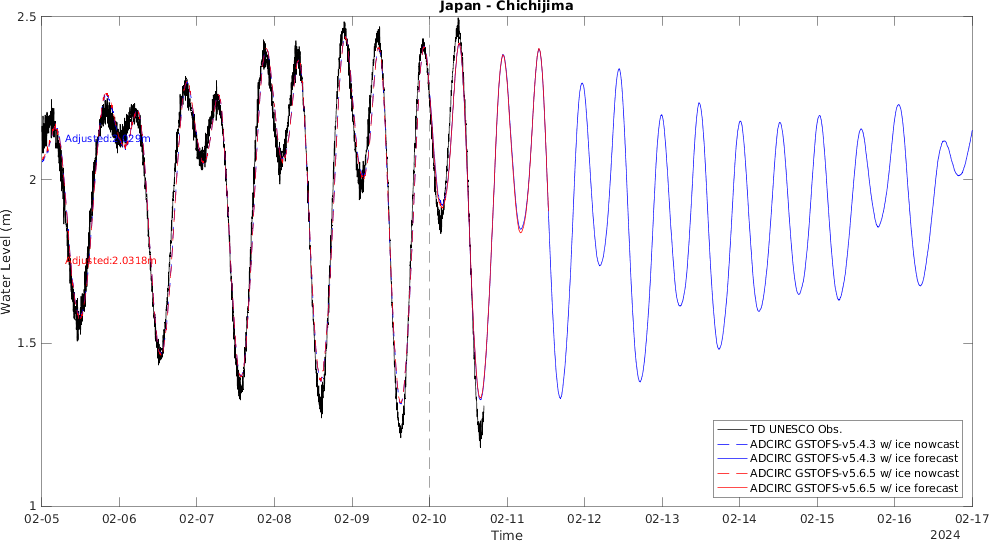 Japan - Chichijima
Water Level (m)
2.5
2
1.5
1
Adjusted:
29m
Adjusted:2.0318m
TD UNESCO Obs.
ADCIRC GSTOFS-v5.4.3 w/ ice nowcast
ADCIRC GSTOFS-v5.4.3 w/ ice forecast
ADCIRC GSTOFS-v5.6.5 w/ ice nowcast
ADCIRC GSTOFS-v5.6.5 w/ ice forecast
02-05 02-06 02-07 02-08 02-09 02-10 02-11 02-12 02-13 02-14 02-15 02-16 02-17
Time
2024